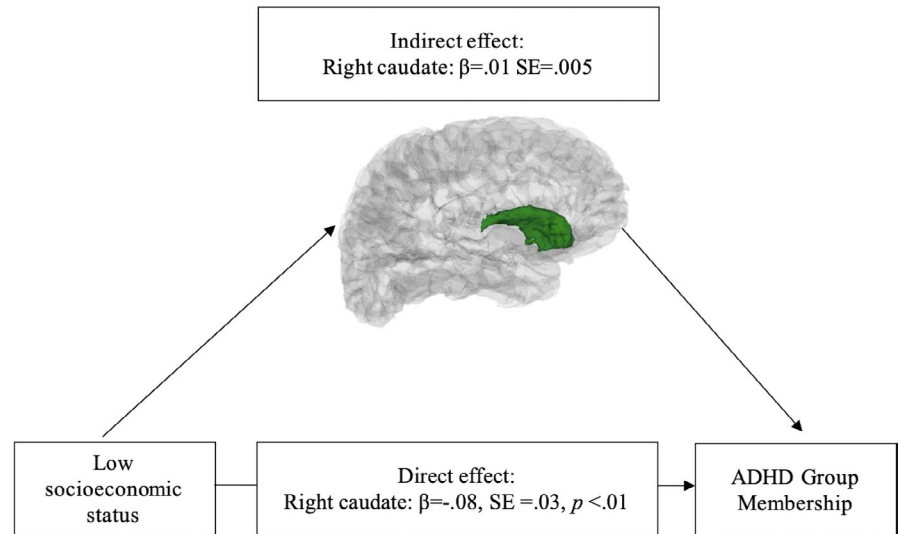 Indirect effect:
Right caudate: β=.01 SE=.005
Low
socioeconomic
status
Direct effect:
Right caudate: β=-.08, SE =.03, p <.01
ADHD Group
Membership